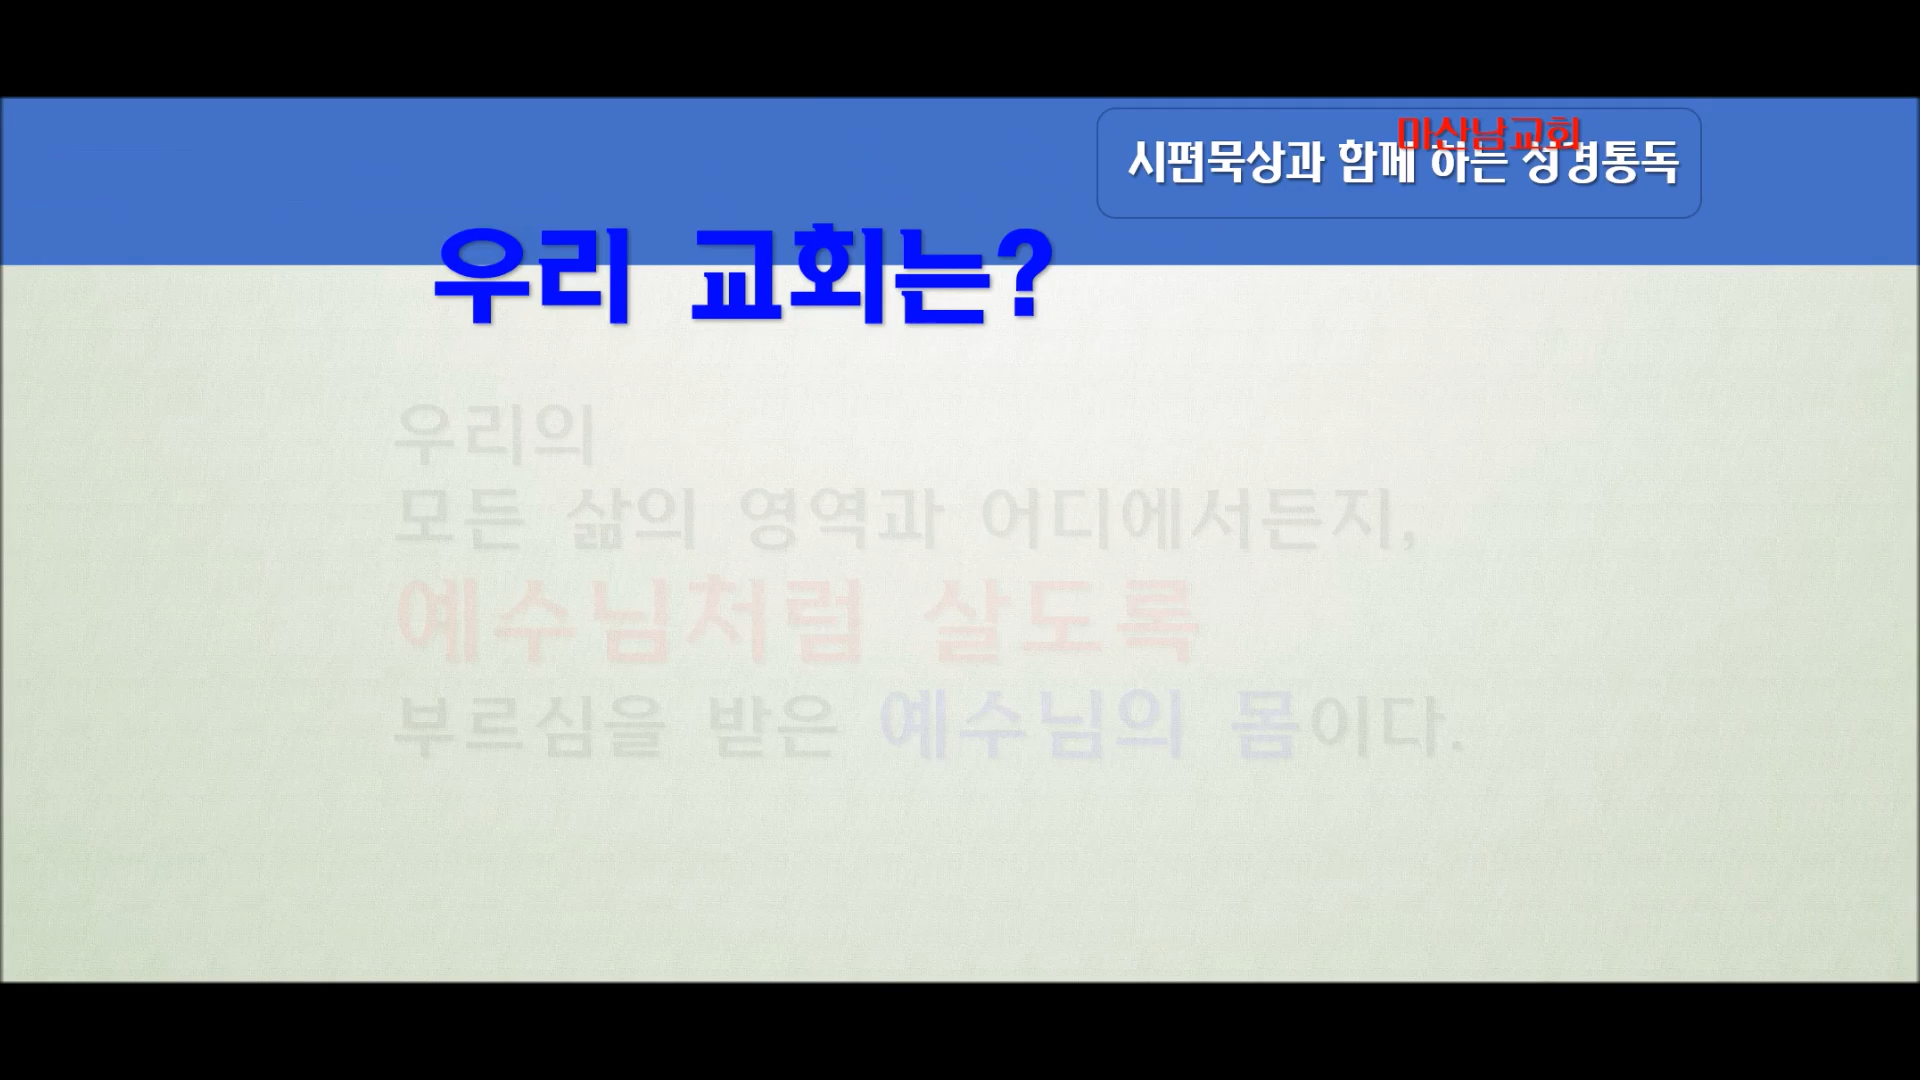 마산남교회
시편묵상과 함께 하는 성경통독
우리 교회는?
우리의
모든 삶의 영역과 어디에서든지,
예수님처럼 살도록
부르심을 받은 예수님의 몸이다.